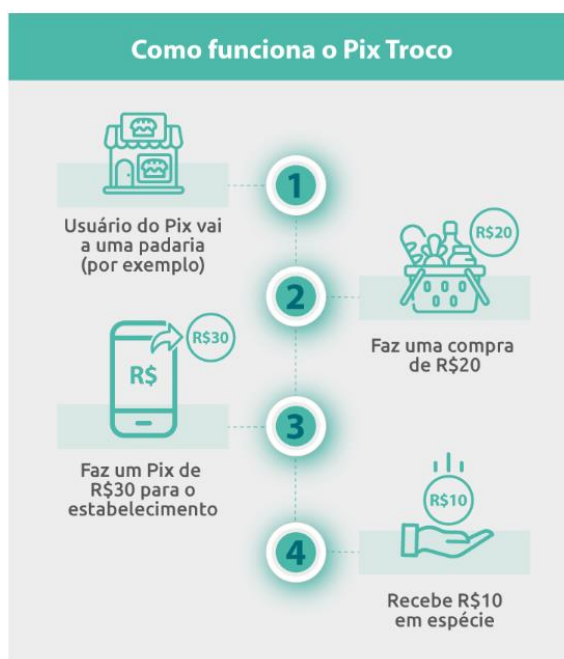 Como funciona o Pix Troco
1
Usuário do Pix vai
a uma padaria
(por exemplo)
2
R$20
Faz uma compra
de R$20
R$
R$30
3
Faz um Pix de
R$30 para o
estabelecimento
4
R$10
Recebe R$10
em espécie